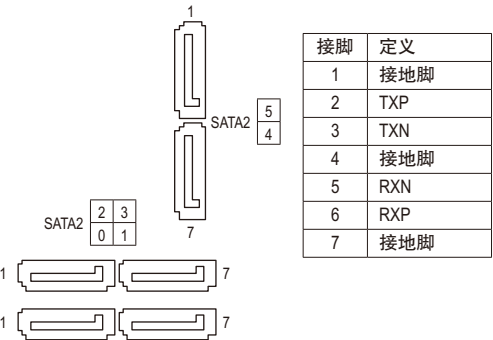 1
SATA2 5
4
7
SATA2 2 3
0 1
1 7
1 7
接脚 定义
1 接地脚
2 TXP
3 TXN
4 接地脚
5 RXN
6 RXP
7 接地脚